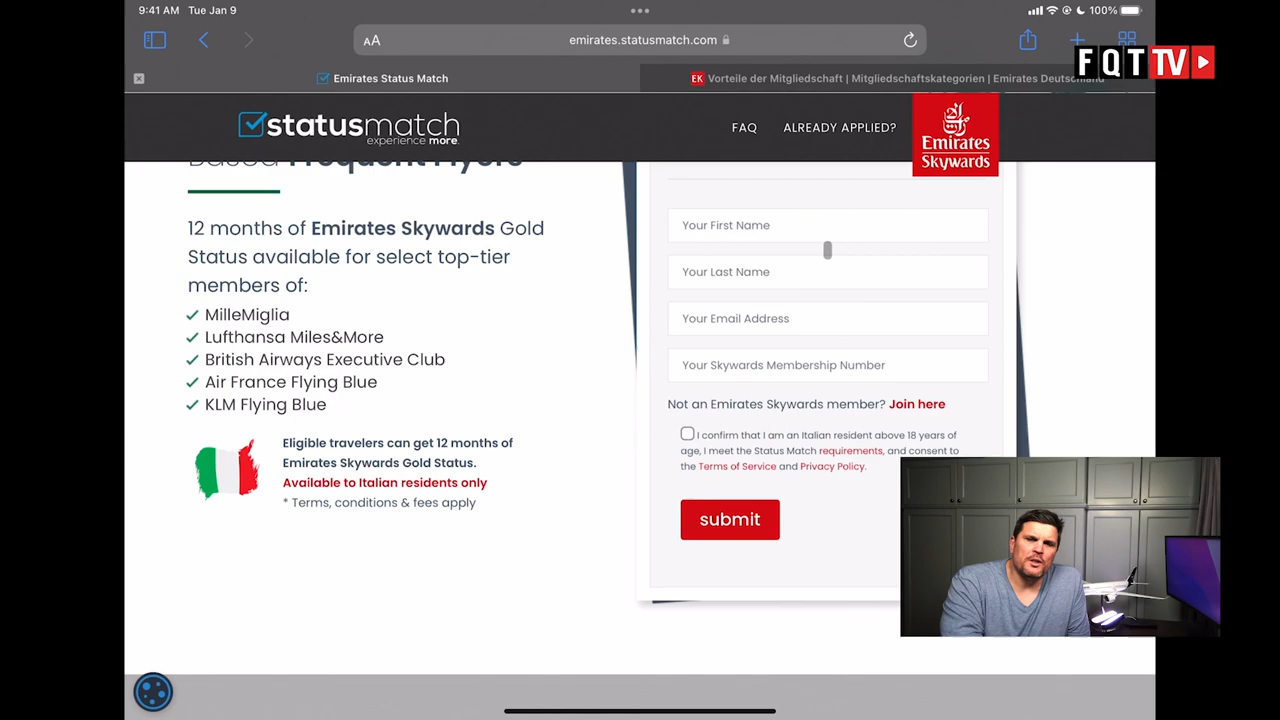 9:41 AM Tue Jan 9
100%
AA
emirates.statusmatch.com
FQT TV
Emirates Status Match
EK Vorteile der Mitgliedschaft | Mitgliedschaftskategorien | Emirates Deutschland
statusmatch
experience more.
FAQ
ALREADY APPLIED?
Emirates
Skywards
Based Frequent Flyers
12 months of Emirates Skywards Gold
Status available for select top-tier
members of:
MilleMiglia
Lufthansa Miles&More
British Airways Executive Club
Air France Flying Blue
KLM Flying Blue
Eligible travelers can get 12 months of
Emirates Skywards Gold Status.
Available to Italian residents only
* Terms, conditions & fees apply
Your First Name
Your Last Name
Your Email Address
Your Skywards Membership Number
Not an Emirates Skywards member? Join here
I confirm that I am an Italian resident above 18 years of
age, I meet the Status Match requirements, and consent to
the Terms of Service and Privacy Policy.
submit